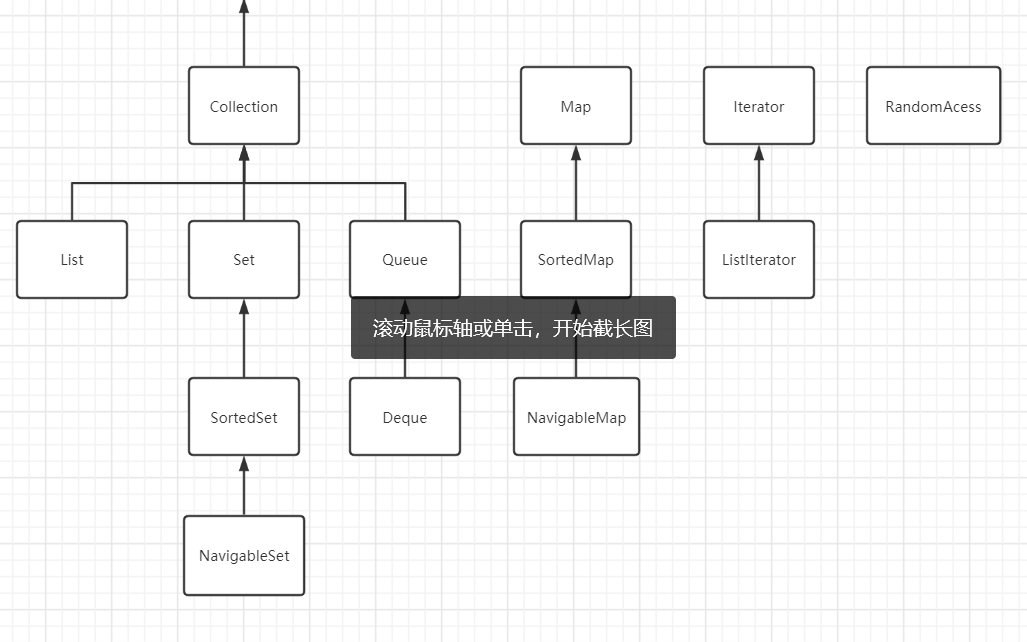 Collection
Map
Iterator
RandomAcess
List
Set
Queue
SortedMap
ListIterator
滚动鼠标轴或单击，开始截长图
SortedSet
Deque
NavigableMap
NavigableSet